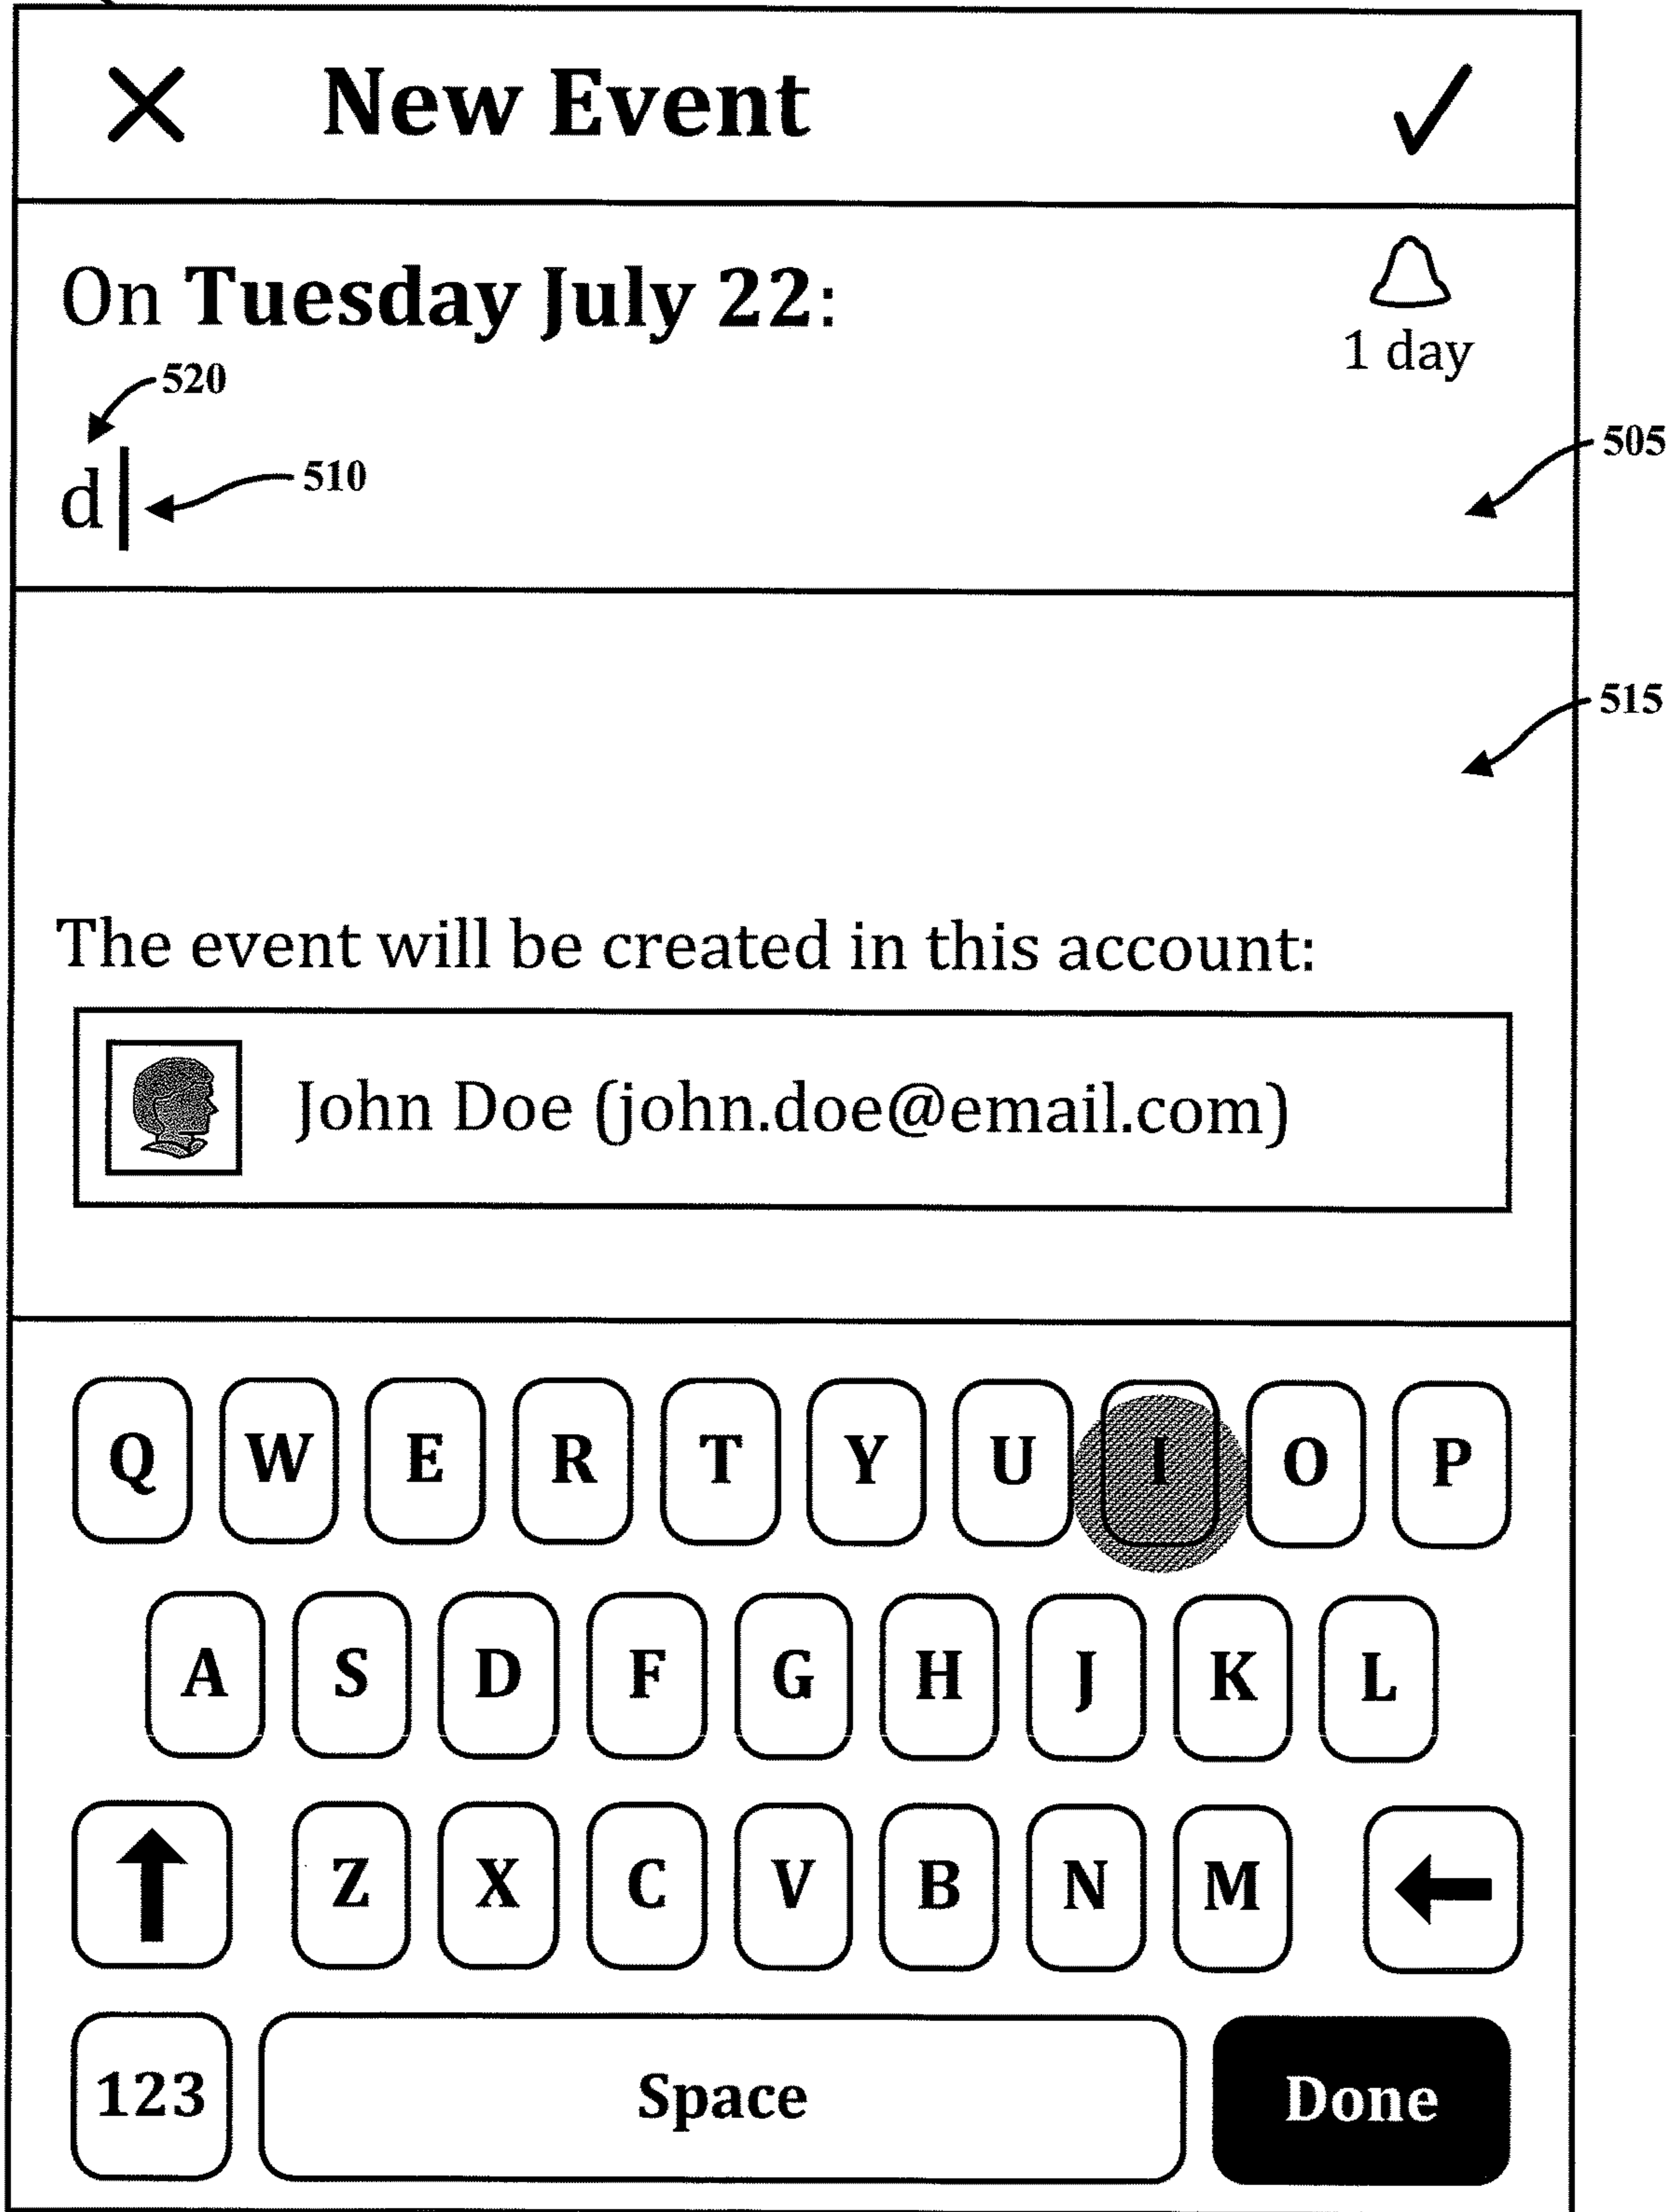 New Event
On Tuesday July 22:
1 day
520
d
510
505
515
The event will be created in this account:
John Doe (john.doe@email.com)
Q W E R T Y U I O P
A S D F G H J K L
Z X C V B N M
123 Space Done